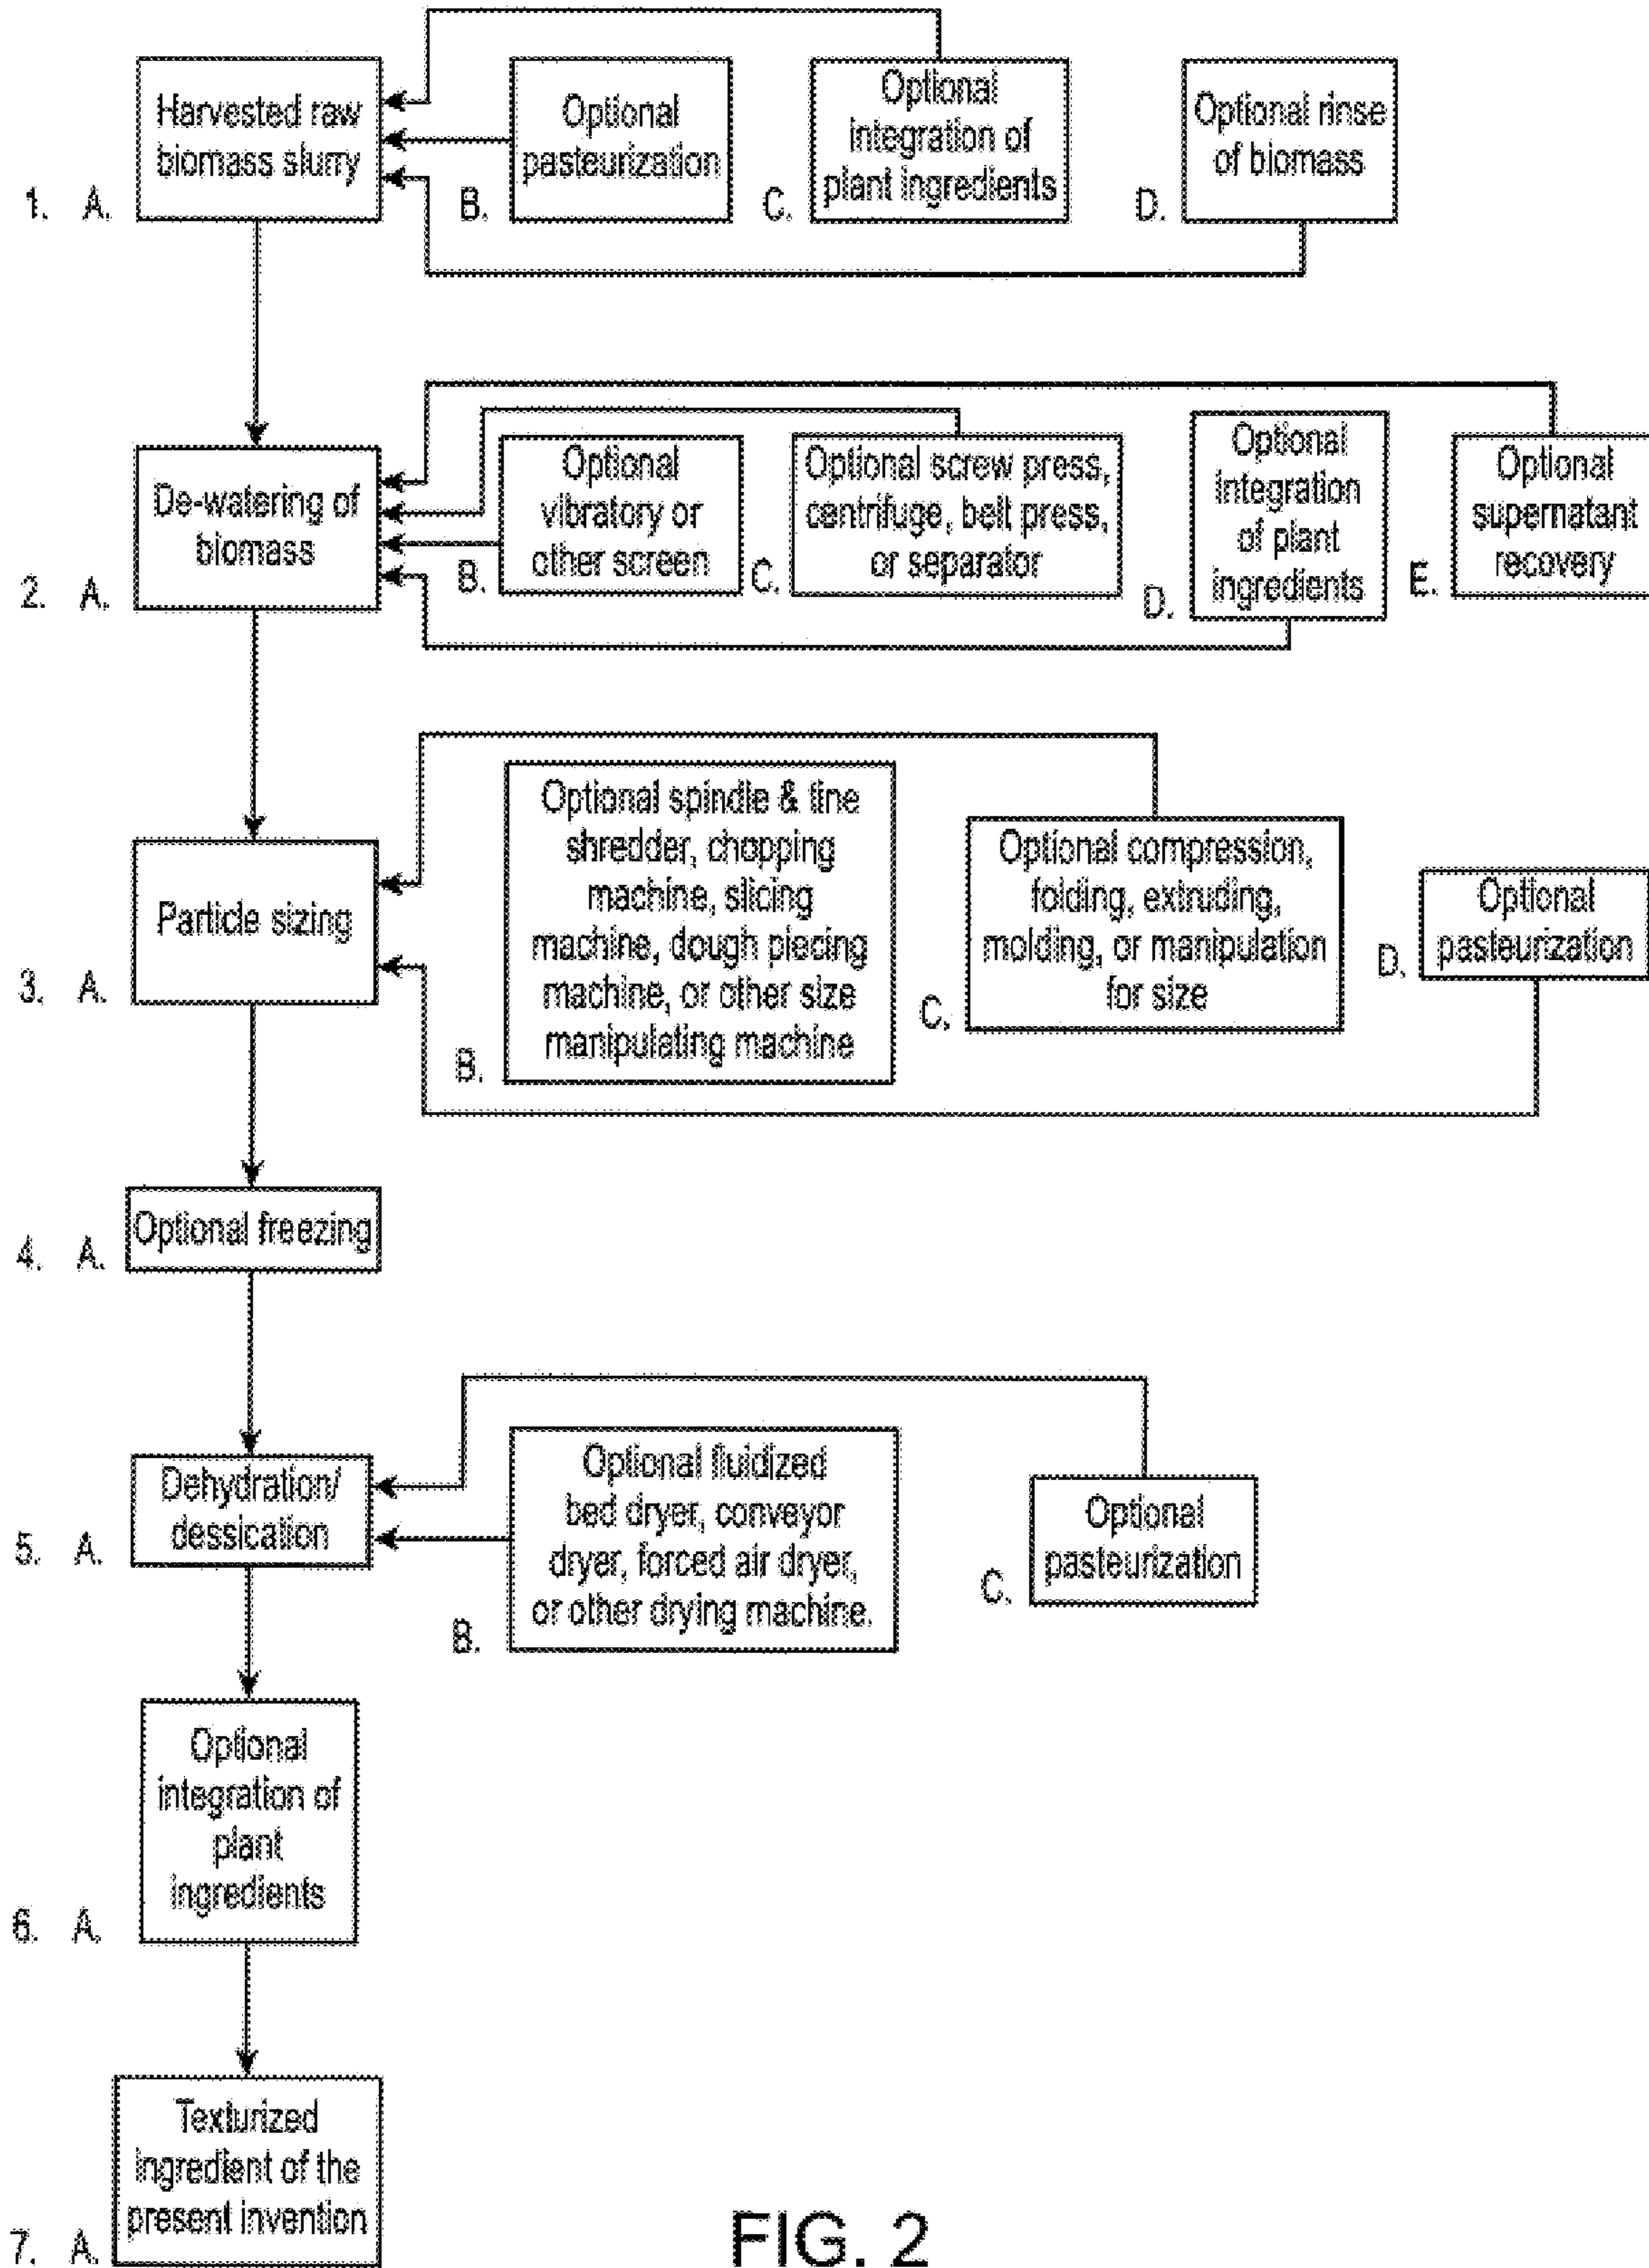 Harvested raw
biomass slurry
1. A.
Optional
pasteurization
B.
Optional
integration of
plant ingredients
C.
Optional rinse
of biomass
D.
De-watering of
biomass
2. A.
Optional
vibratory or
other screen
B.
Optional screw press,
centrifuge, belt press,
or separator
C.
Optional
integration
of plant
ingredients
D.
Optional
supernatant
recovery
E.
Particle sizing
3. A.
Optional spindle & tine
shredder, chopping
machine, slicing
machine, dough piecing
machine, or other size
manipulating machine
B.
Optional compression,
folding, extruding,
molding, or manipulation
for size
C.
Optional
pasteurization
D.
Optional freezing
4. A.
Dehydration/
dessication
5. A.
Optional fluidized
bed dryer, conveyor
dryer, forced air dryer,
or other drying machine.
B.
Optional
pasteurization
C.
Optional
integration of
plant
ingredients
6. A.
Texturized
ingredient of the
present invention
7. A.
FIG. 2